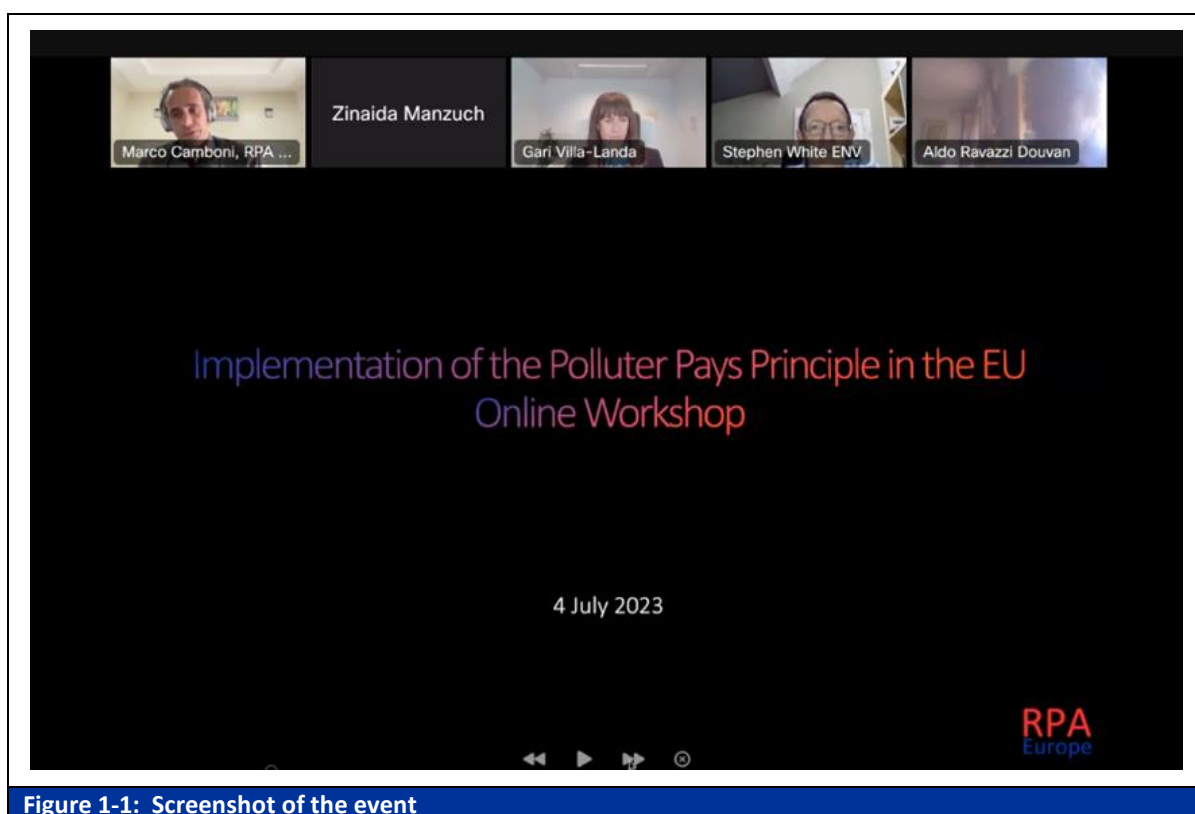 Marco Camboni, RPA ...
Zinaida Manzuch
Gari Villa-Landa
Stephen White ENV
Aldo Ravazzi Douvan
Implementation of the Polluter Pays Principle in the EU
Online Workshop
4 July 2023
RPA
Europe
Figure 1-1: Screenshot of the event